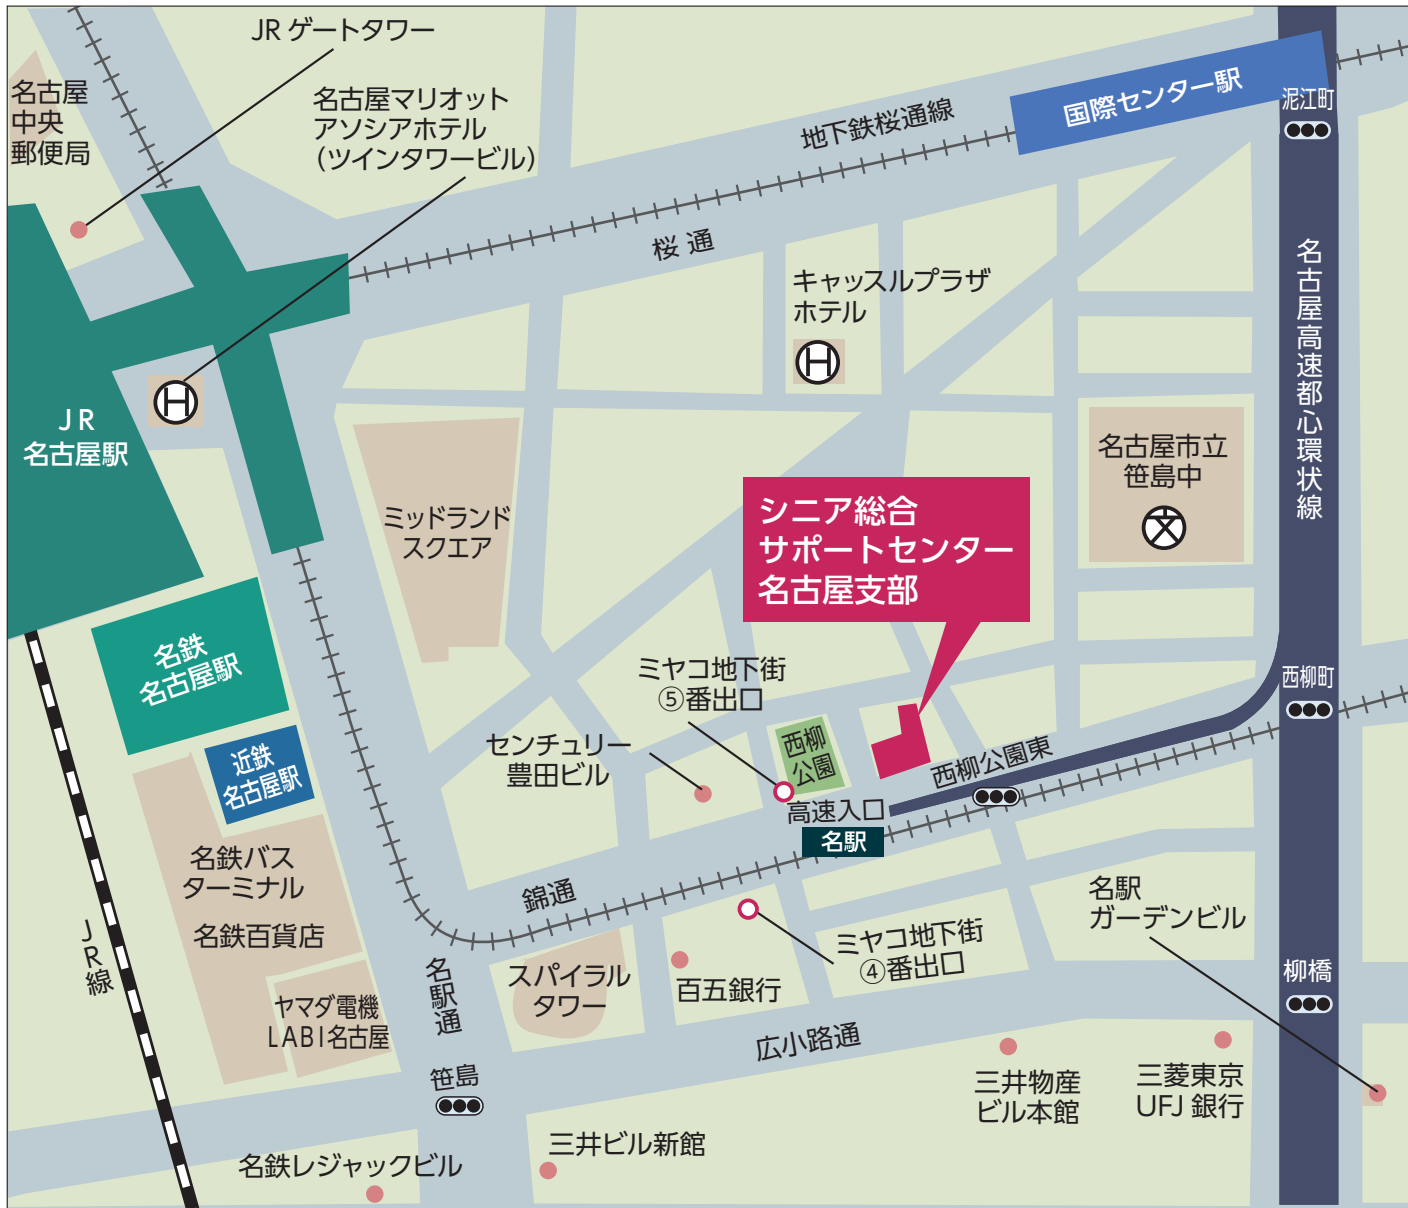 JR ゲートタワー
名古屋
中央
郵便局
名古屋マリオット
アソシアホテル
(ツインタワービル)
地下鉄桜通線
国際センター駅
泥江町
桜通
キャッスルプラザ
ホテル
名古屋高速都心環状線
JR
名古屋駅
ミッドランド
スクエア
名古屋市立
笹島中
シニア総合
サポートセンター
名古屋支部
名鉄
名古屋駅
ミヤコ地下街
⑤番出口
西柳町
近鉄
名古屋駅
センチュリー
豊田ビル
西柳
公園
西柳公園東
高速入口
名駅
名鉄バス
ターミナル
名鉄百貨店
錦通
名駅
ガーデンビル
JR線
名駅通
スパイラル
タワー
百五銀行
ミヤコ地下街
④番出口
柳橋
ヤマダ電機
LABI名古屋
広小路通
笹島
三井物産
ビル本館
三菱東京
UFJ 銀行
三井ビル新館
名鉄レジャックビル